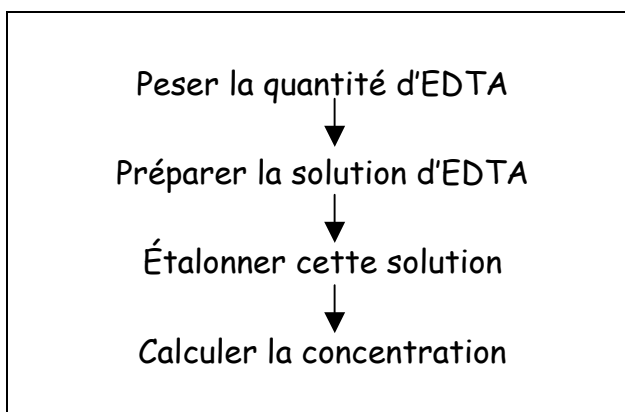 Peser la quantité d'EDTA
Préparer la solution d'EDTA
Étalonner cette solution
Calculer la concentration